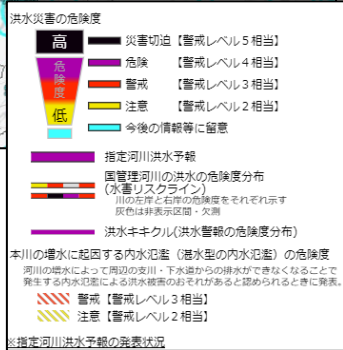 洪水災害の危険度
高
危険度
低
災害切迫【警戒レベル5相当】
危険　　【警戒レベル4相当】
警戒　　【警戒レベル3相当】
注意　　【警戒レベル2相当】
今後の情報等に留意
指定河川洪水予報
国管理河川の洪水の危険度分布
(水害リスクライン)
川の左岸と右岸の危険度をそれぞれ示す
灰色は非表示区間・欠測
洪水キキクル(洪水警報の危険度分布)
本川の増水に起因する内水氾濫（湛水型の内水氾濫）の危険度
河川の増水によって周辺の支川・下水道からの排水ができなくなることで
発生する内水氾濫による洪水被害のおそれがあると認められるときに発表。
警戒【警戒レベル3相当】
注意【警戒レベル2相当】
※指定河川洪水予報の発表状況